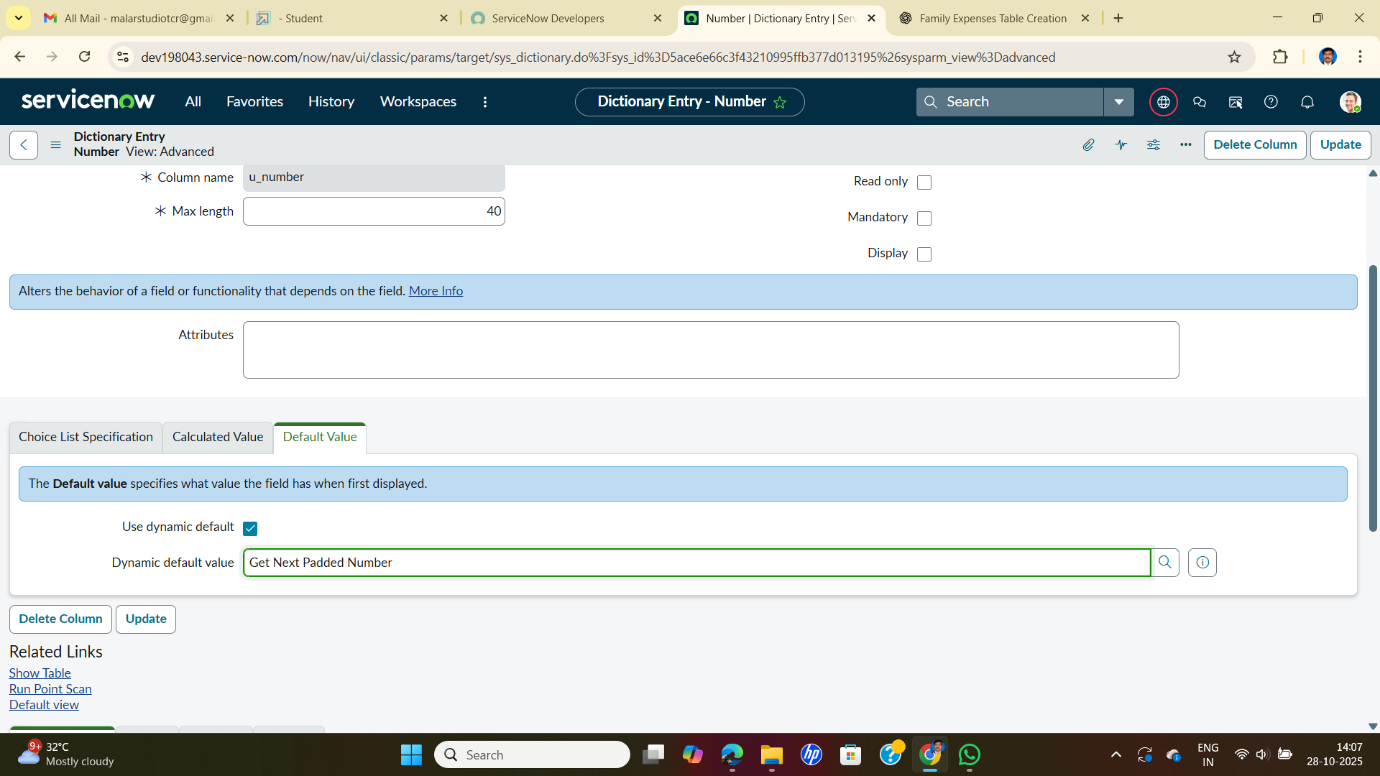 All Mail - malarstudiotcr@gmai
- Student
ServiceNow Developers
Number | Dictionary Entry | Serv
Family Expenses Table Creation
dev198043.service-now.com/now/nav/ui/classic/params/target/sys_dictionary.do%3Fsys_id%3D5ace6e66c3f43210995ffb377d013195%26sysparm_view%3Dadvanced
servicenow
All
Favorites
History
Workspaces
Dictionary Entry - Number
Search
Dictionary Entry
Number View: Advanced
Delete Column
Update
Column name
u_number
Read only
Max length
40
Mandatory
Display
Alters the behavior of a field or functionality that depends on the field. More Info
Attributes
Choice List Specification
Calculated Value
Default Value
The Default value specifies what value the field has when first displayed.
Use dynamic default
Dynamic default value
Get Next Padded Number
Delete Column
Update
Related Links
Show Table
Run Point Scan
Default view
9+
32°C
Mostly cloudy
Search
hp
ENG
IN
14:07
28-10-2025